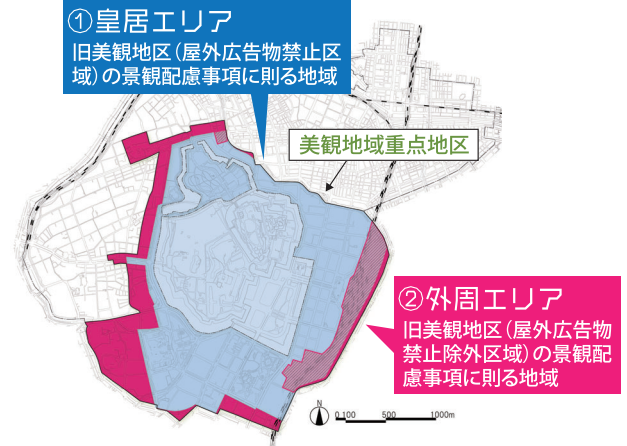 ①皇居エリア
旧美観地区（屋外広告物禁止区
域）の景観配慮事項に則る地域
美観地域重点地区
②外周エリア
旧美観地区（屋外広告物
禁止除外区域）の景観配
慮事項に則る地域
N
0 100 500 1000m